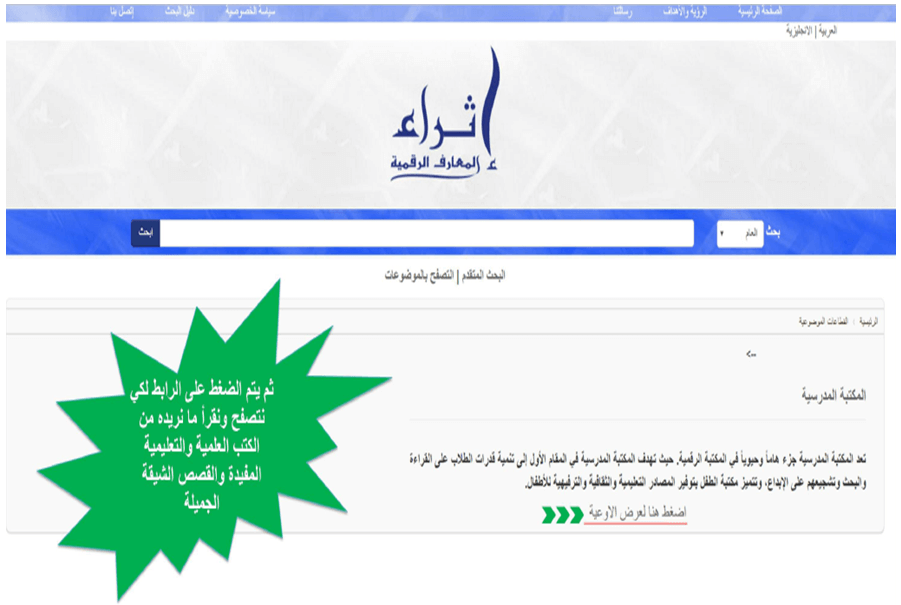 الصفحة الرئيسية الرؤية والأهداف رسالتنا سياسة الخصوصية دليل البحث إتصل بنا
العربية | الانجليزية
اثراء
المعارف الرقمية
بحث العام ابحث
البحث المتقدم | التصفح بالموضوعات
الرئيسية القطاعات الموضوعية
<--
المكتبة المدرسية
تعد المكتبة المدرسية جزء هاماً وحيوياً في المكتبة الرقمية, حيث تهدف المكتبة المدرسية في المقام الأول إلى تنمية قدرات الطلاب على القراءة
والبحث وتشجيعهم على الإبداع، وتتميز مكتبة الطفل بتوفير المصادر التعليمية والثقافية والترفيهية للأطفال.
اضغط هنا لعرض الاوعية
ثم يتم الضغط على الرابط لكي
نتصفح ونقرأ ما نريده من
الكتب العلمية والتعليمية
المفيدة والقصص الشيقة
الجميلة